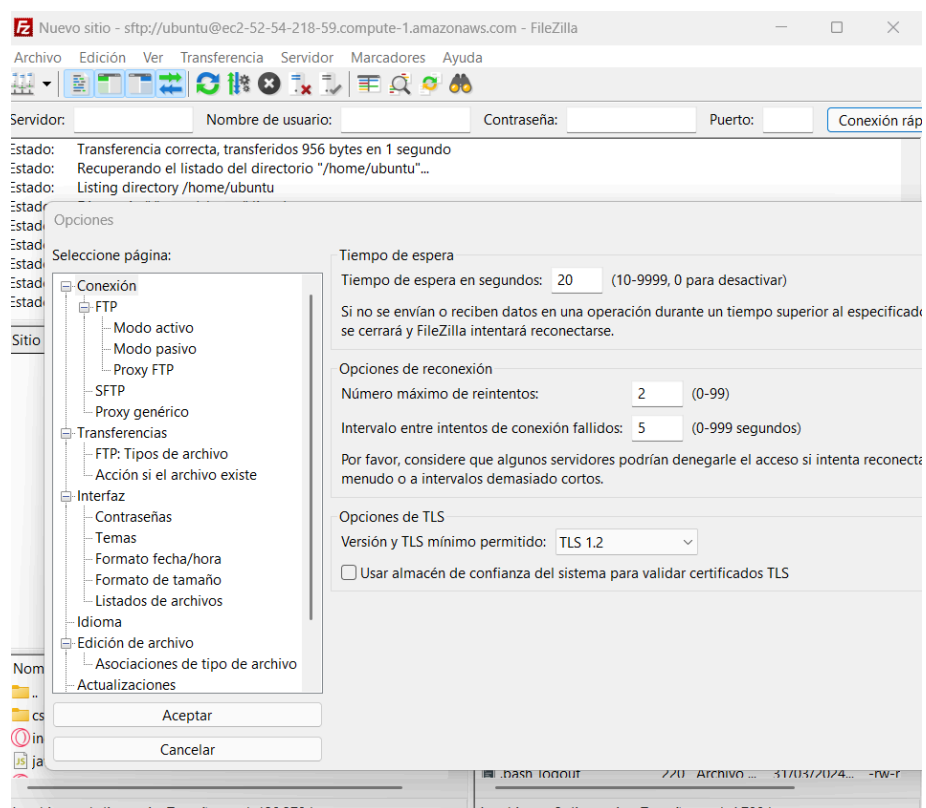 Nuevo sitio - sftp://ubuntu@ec2-52-54-218-59.compute-1.amazonaws.com - FileZilla
Archivo Edición Ver Transferencia Servidor Marcadores Ayuda
Servidor: Nombre de usuario: Contraseña: Puerto: Conexión ráp
Estado: Transferencia correcta, transferidos 956 bytes en 1 segundo
Estado: Recuperando el listado del directorio "/home/ubuntu"...
Estado: Listing directory /home/ubuntu
Opciones
Seleccione página:
Conexión
FTP
Modo activo
Modo pasivo
Proxy FTP
SFTP
Proxy genérico
Transferencias
FTP: Tipos de archivo
Acción si el archivo existe
Interfaz
Contraseñas
Temas
Formato fecha/hora
Formato de tamaño
Listados de archivos
Idioma
Edición de archivo
Asociaciones de tipo de archivo
Actualizaciones
Aceptar
Cancelar
Tiempo de espera
Tiempo de espera en segundos: 20 (10-9999, 0 para desactivar)
Si no se envían o reciben datos en una operación durante un tiempo superior al especificado
se cerrará y FileZilla intentará reconectarse.
Opciones de reconexión
Número máximo de reintentos: 2 (0-99)
Intervalo entre intentos de conexión fallidos: 5 (0-999 segundos)
Por favor, considere que algunos servidores podrían denegarle el acceso si intenta reconecta
menudo o a intervalos demasiado cortos.
Opciones de TLS
Versión y TLS mínimo permitido: TLS 1.2
Usar almacén de confianza del sistema para validar certificados TLS
Sitio
Nom
..
cs
in
ja
.bash_logout 220 Archivo ... 31/03/2024... -rw-r